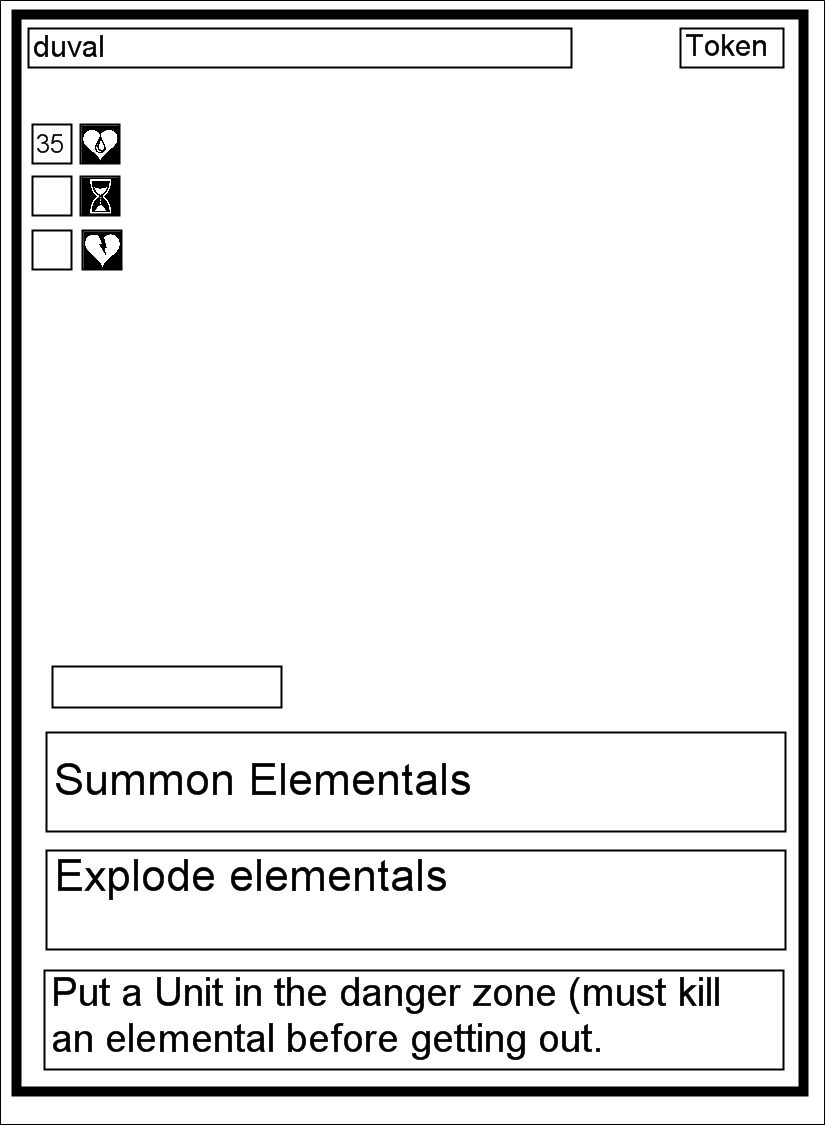 duval
Token
35
Summon Elementals
Explode elementals
Put a Unit in the danger zone (must kill
an elemental before getting out.